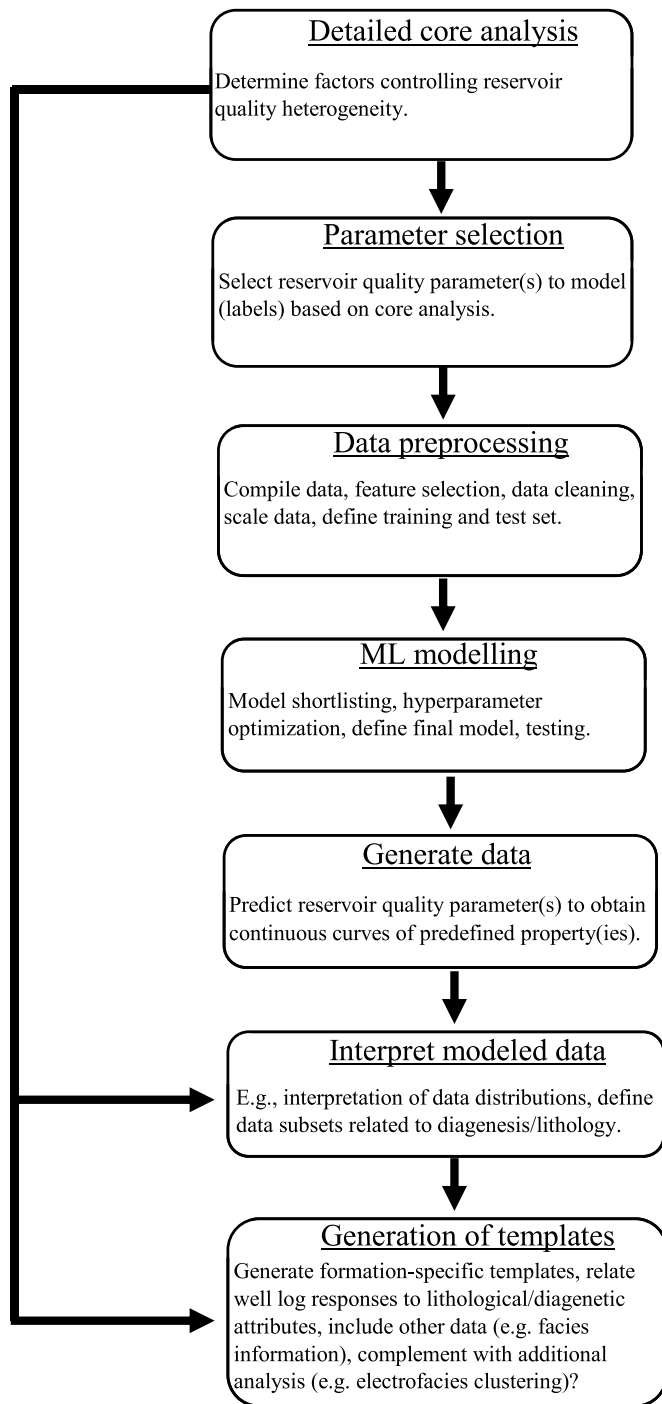 Detailed core analysis
Determine factors controlling reservoir
quality heterogeneity.
Parameter selection
Select reservoir quality parameter(s) to model
(labels) based on core analysis.
Data preprocessing
Compile data, feature selection, data cleaning,
scale data, define training and test set.
ML modelling
Model shortlisting, hyperparameter
optimization, define final model, testing.
Generate data
Predict reservoir quality parameter(s) to obtain
continuous curves of predefined property(ies).
Interpret modeled data
E.g., interpretation of data distributions, define
data subsets related to diagenesis/lithology.
Generation of templates
Generate formation-specific templates, relate
well log responses to lithological/diagenetic
attributes, include other data (e.g. facies
information), complement with additional
analysis (e.g. electrofacies clustering)?